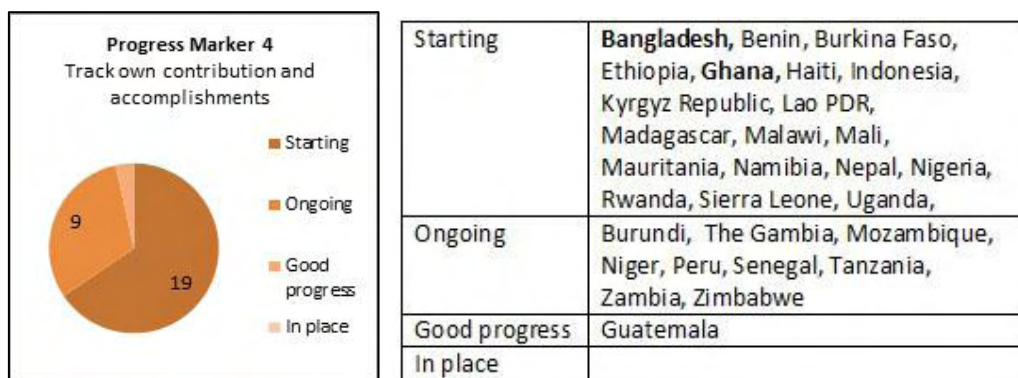 Progress Marker 4
Track own contribution and
accomplishments
Starting
Ongoing
Good
progress
In place
9
19
Starting
Bangladesh, Benin, Burkina Faso,
Ethiopia, Ghana, Haiti, Indonesia,
Kyrgyz Republic, Lao PDR,
Madagascar, Malawi, Mali,
Mauritania, Namibia, Nepal, Nigeria,
Rwanda, Sierra Leone, Uganda,
Ongoing
Burundi, The Gambia, Mozambique,
Niger, Peru, Senegal, Tanzania,
Zambia, Zimbabwe
Good progress
Guatemala
In place